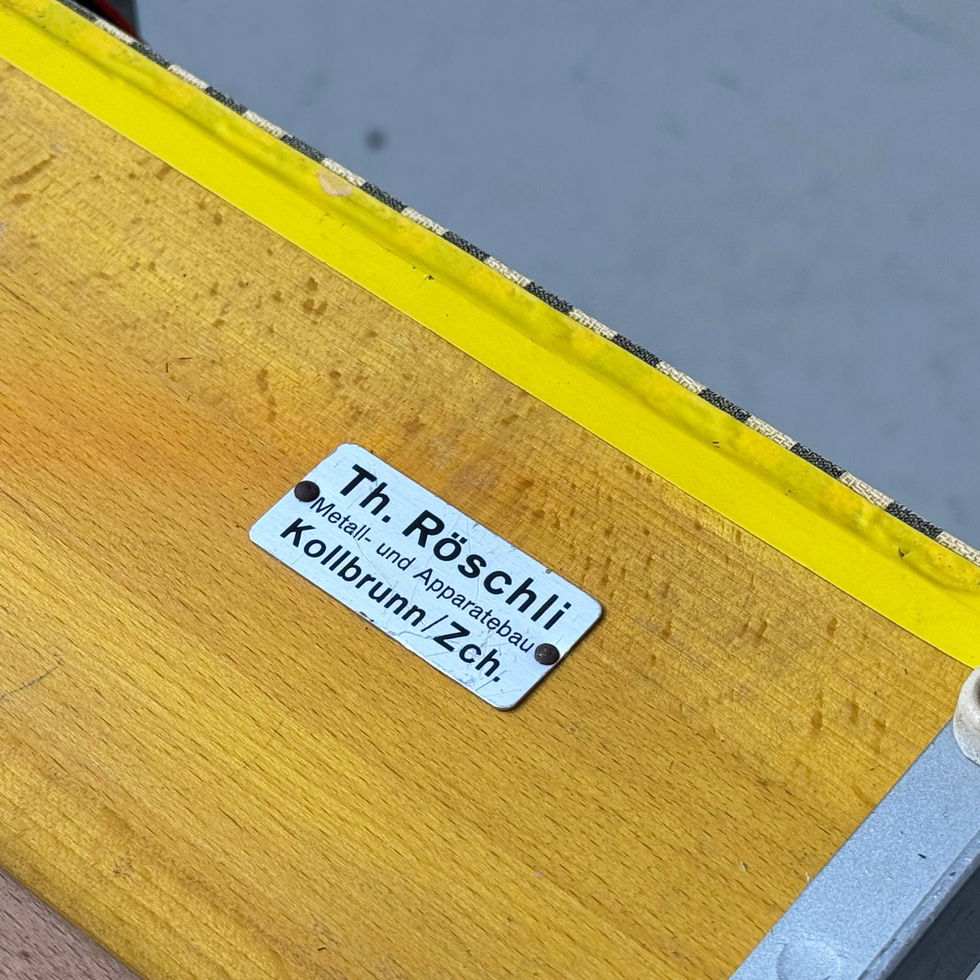 Th. Röschli
Metall- und Apparatebau
Kollbrunn/Zch.